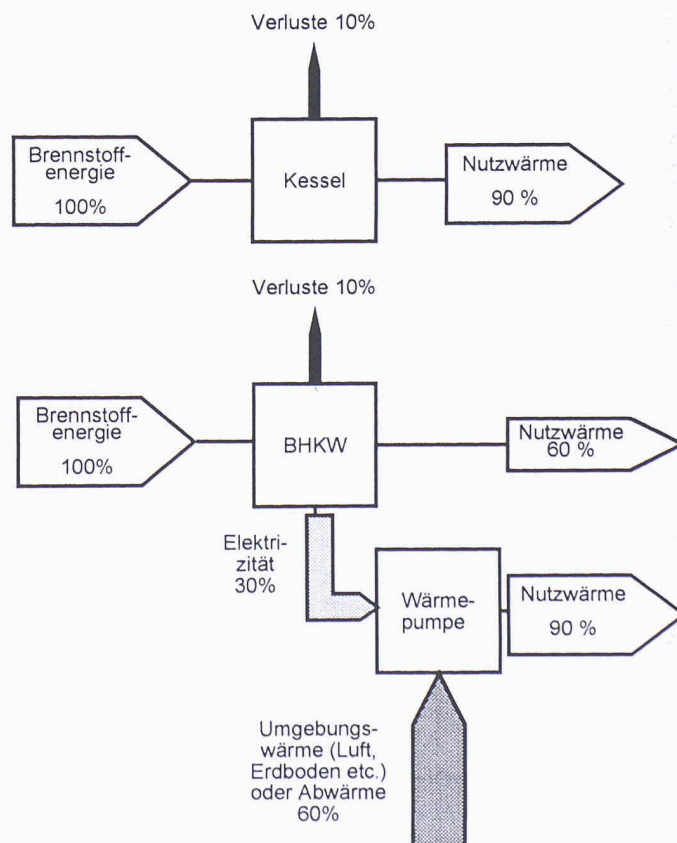 Verluste 10%
Brennstoff-
energie
100%
Kessel
Nutzwärme
90 %
Verluste 10%
Brennstoff-
energie
100%
BHKW
Nutzwärme
60 %
Elektri-
zität
30%
Wärme-
pumpe
Nutzwärme
90 %
Umgebungs-
wärme (Luft,
Erdboden etc.)
oder Abwärme
60%